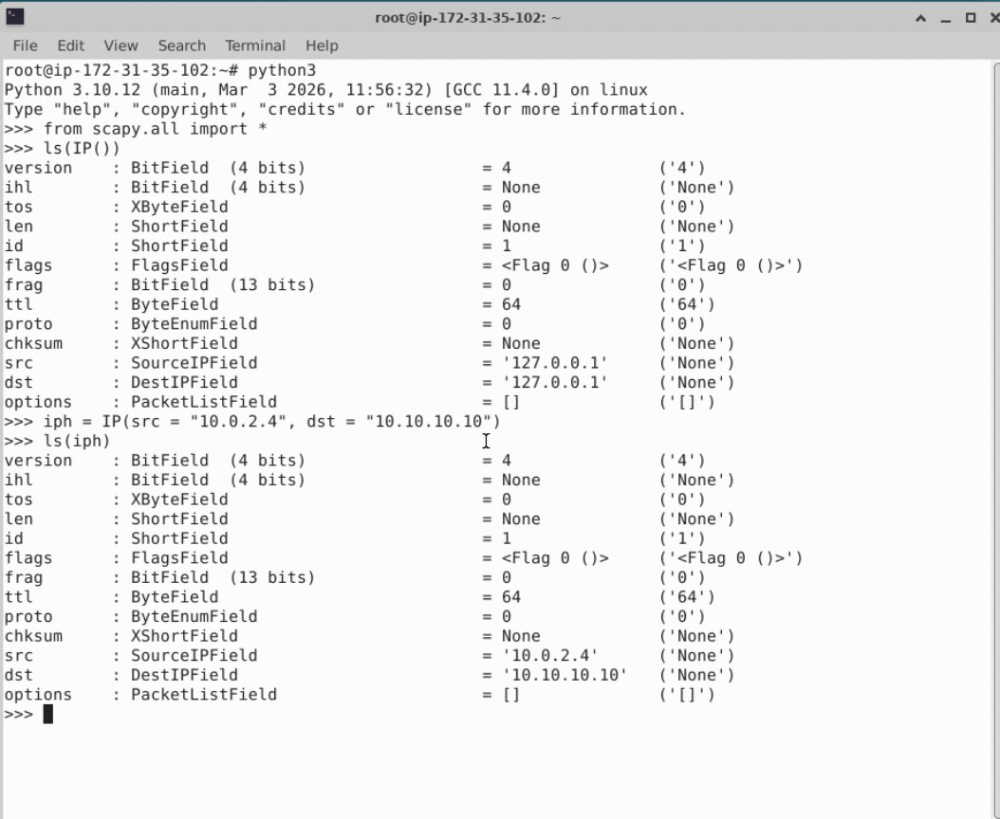 root@ip-172-31-35-102: ~
File Edit View Search Terminal Help
root@ip-172-31-35-102:~# python3
Python 3.10.12 (main, Mar  3 2026, 11:56:32) [GCC 11.4.0] on linux
Type "help", "copyright", "credits" or "license" for more information.
>>> from scapy.all import *
>>> ls(IP())
version    : BitField  (4 bits)                  = 4               ('4')
ihl        : BitField  (4 bits)                  = None            ('None')
tos        : XByteField                          = 0               ('0')
len        : ShortField                          = None            ('None')
id         : ShortField                          = 1               ('1')
flags      : FlagsField                          = <Flag 0 ()>     ('<Flag 0 ()>')
frag       : BitField  (13 bits)                 = 0               ('0')
ttl        : ByteField                           = 64              ('64')
proto      : ByteEnumField                       = 0               ('0')
chksum     : XShortField                         = None            ('None')
src        : SourceIPField                       = '127.0.0.1'     ('None')
dst        : DestIPField                         = '127.0.0.1'     ('None')
options    : PacketListField                     = []              ('[]')
>>> iph = IP(src = "10.0.2.4", dst = "10.10.10.10")
>>> ls(iph)
version    : BitField  (4 bits)                  = 4               ('4')
ihl        : BitField  (4 bits)                  = None            ('None')
tos        : XByteField                          = 0               ('0')
len        : ShortField                          = None            ('None')
id         : ShortField                          = 1               ('1')
flags      : FlagsField                          = <Flag 0 ()>     ('<Flag 0 ()>')
frag       : BitField  (13 bits)                 = 0               ('0')
ttl        : ByteField                           = 64              ('64')
proto      : ByteEnumField                       = 0               ('0')
chksum     : XShortField                         = None            ('None')
src        : SourceIPField                       = '10.0.2.4'      ('None')
dst        : DestIPField                         = '10.10.10.10'   ('None')
options    : PacketListField                     = []              ('[]')
>>>